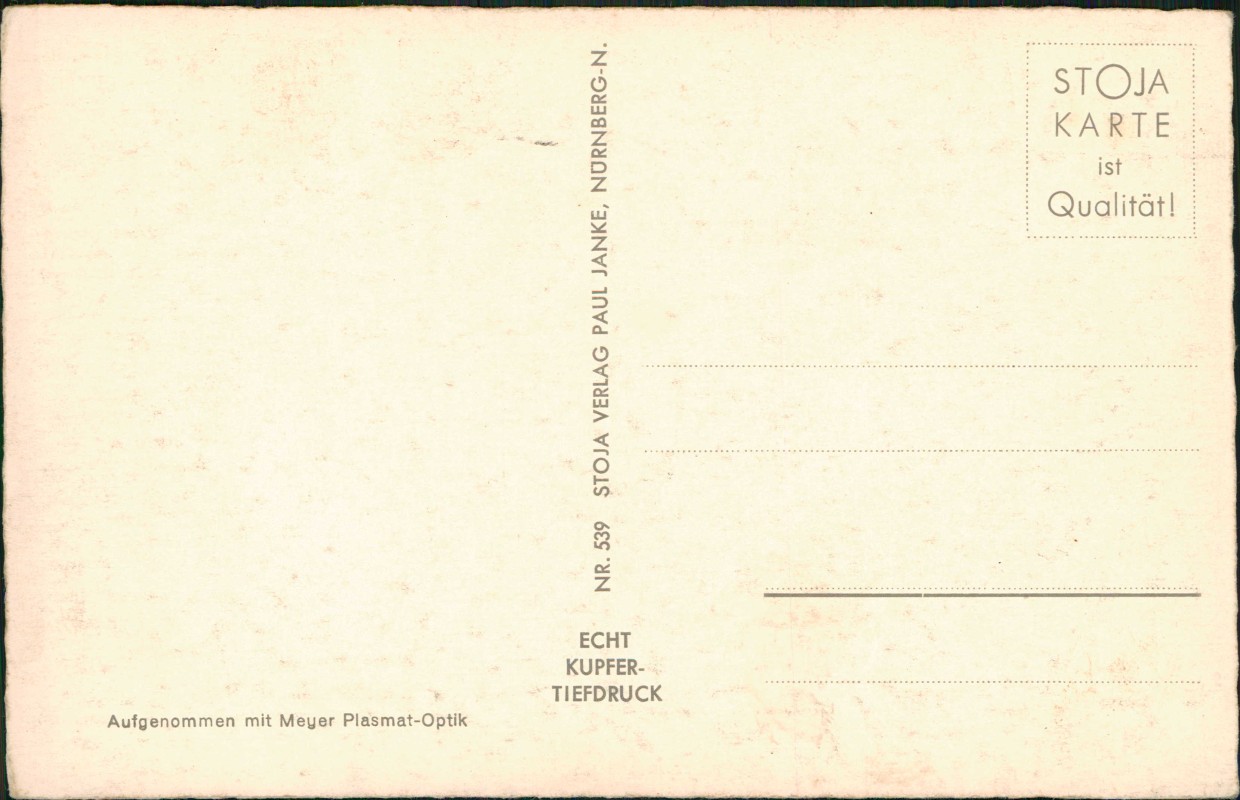 STOJA
KARTE
ist
Qualität!
NR. 539 STOJA VERLAG PAUL JANKE, NÜRNBERG-N.
ECHT
KUPFER-
TIEFDRUCK
Aufgenommen mit Meyer Plasmat-Optik